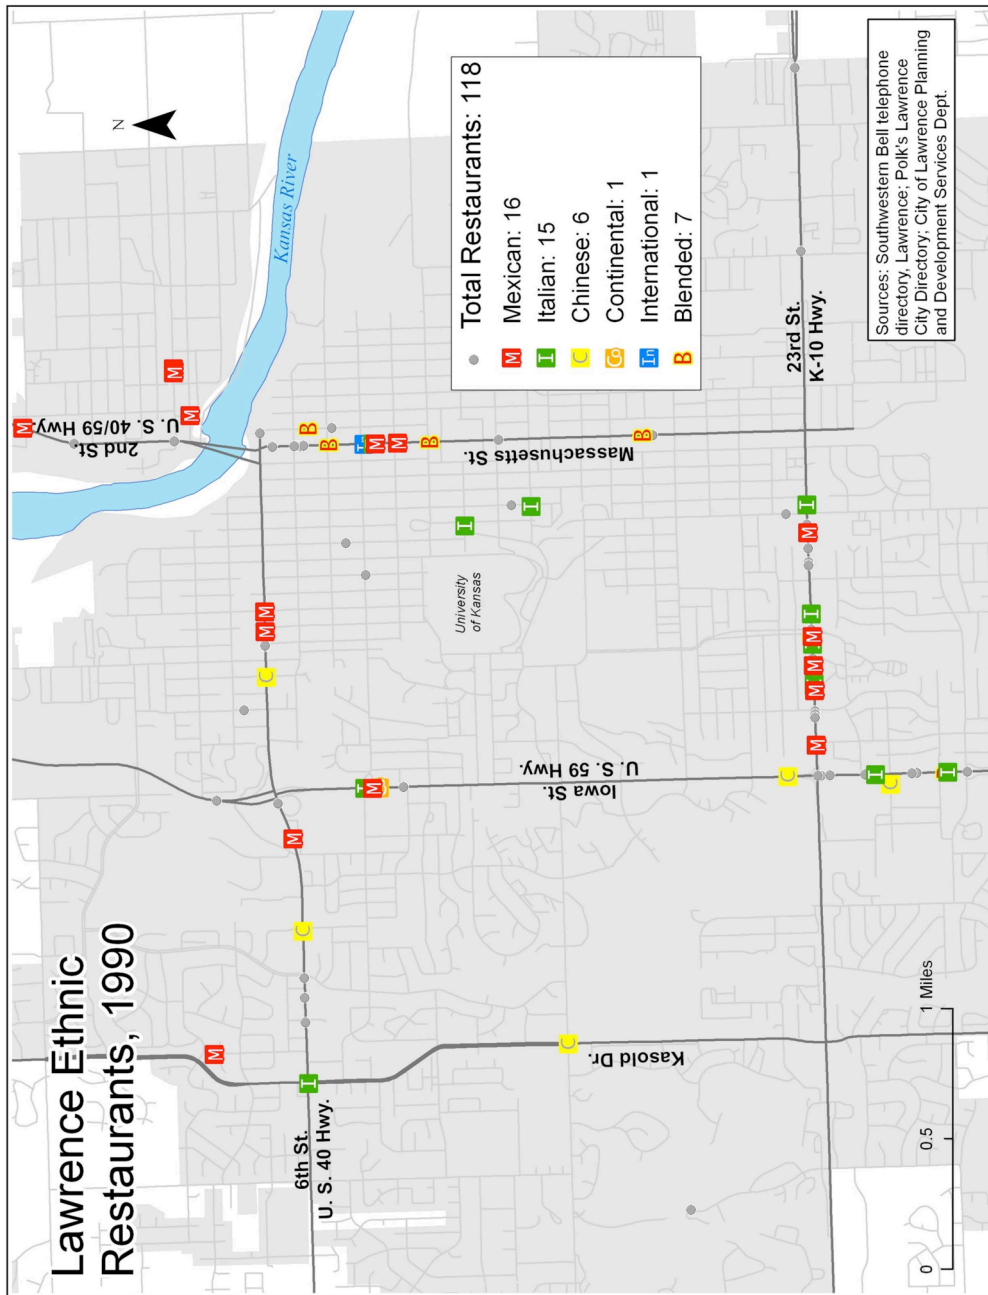 Lawrence Ethnic
Restaurants, 1990
N
Kansas River
U. S. 40/59 Hwy.
2nd St.
Total Restaurants: 118
M Mexican: 16
I Italian: 15
C Chinese: 6
Co Continental: 1
In International: 1
B Blended: 7
M
M
M
B
B
In
M
M
B
B
Massachusetts St.
I
I
University
of Kansas
M
M
C
M
C
M
I
6th St.
U. S. 40 Hwy.
I
M
Iowa St.
U. S. 59 Hwy.
C
Kasold Dr.
23rd St.
K-10 Hwy.
I
M
I
M
M
M
M
C
I
C
I
0 0.5 1 Miles
Sources: Southwestern Bell telephone
directory, Lawrence; Polk's Lawrence
City Directory; City of Lawrence Planning
and Development Services Dept.